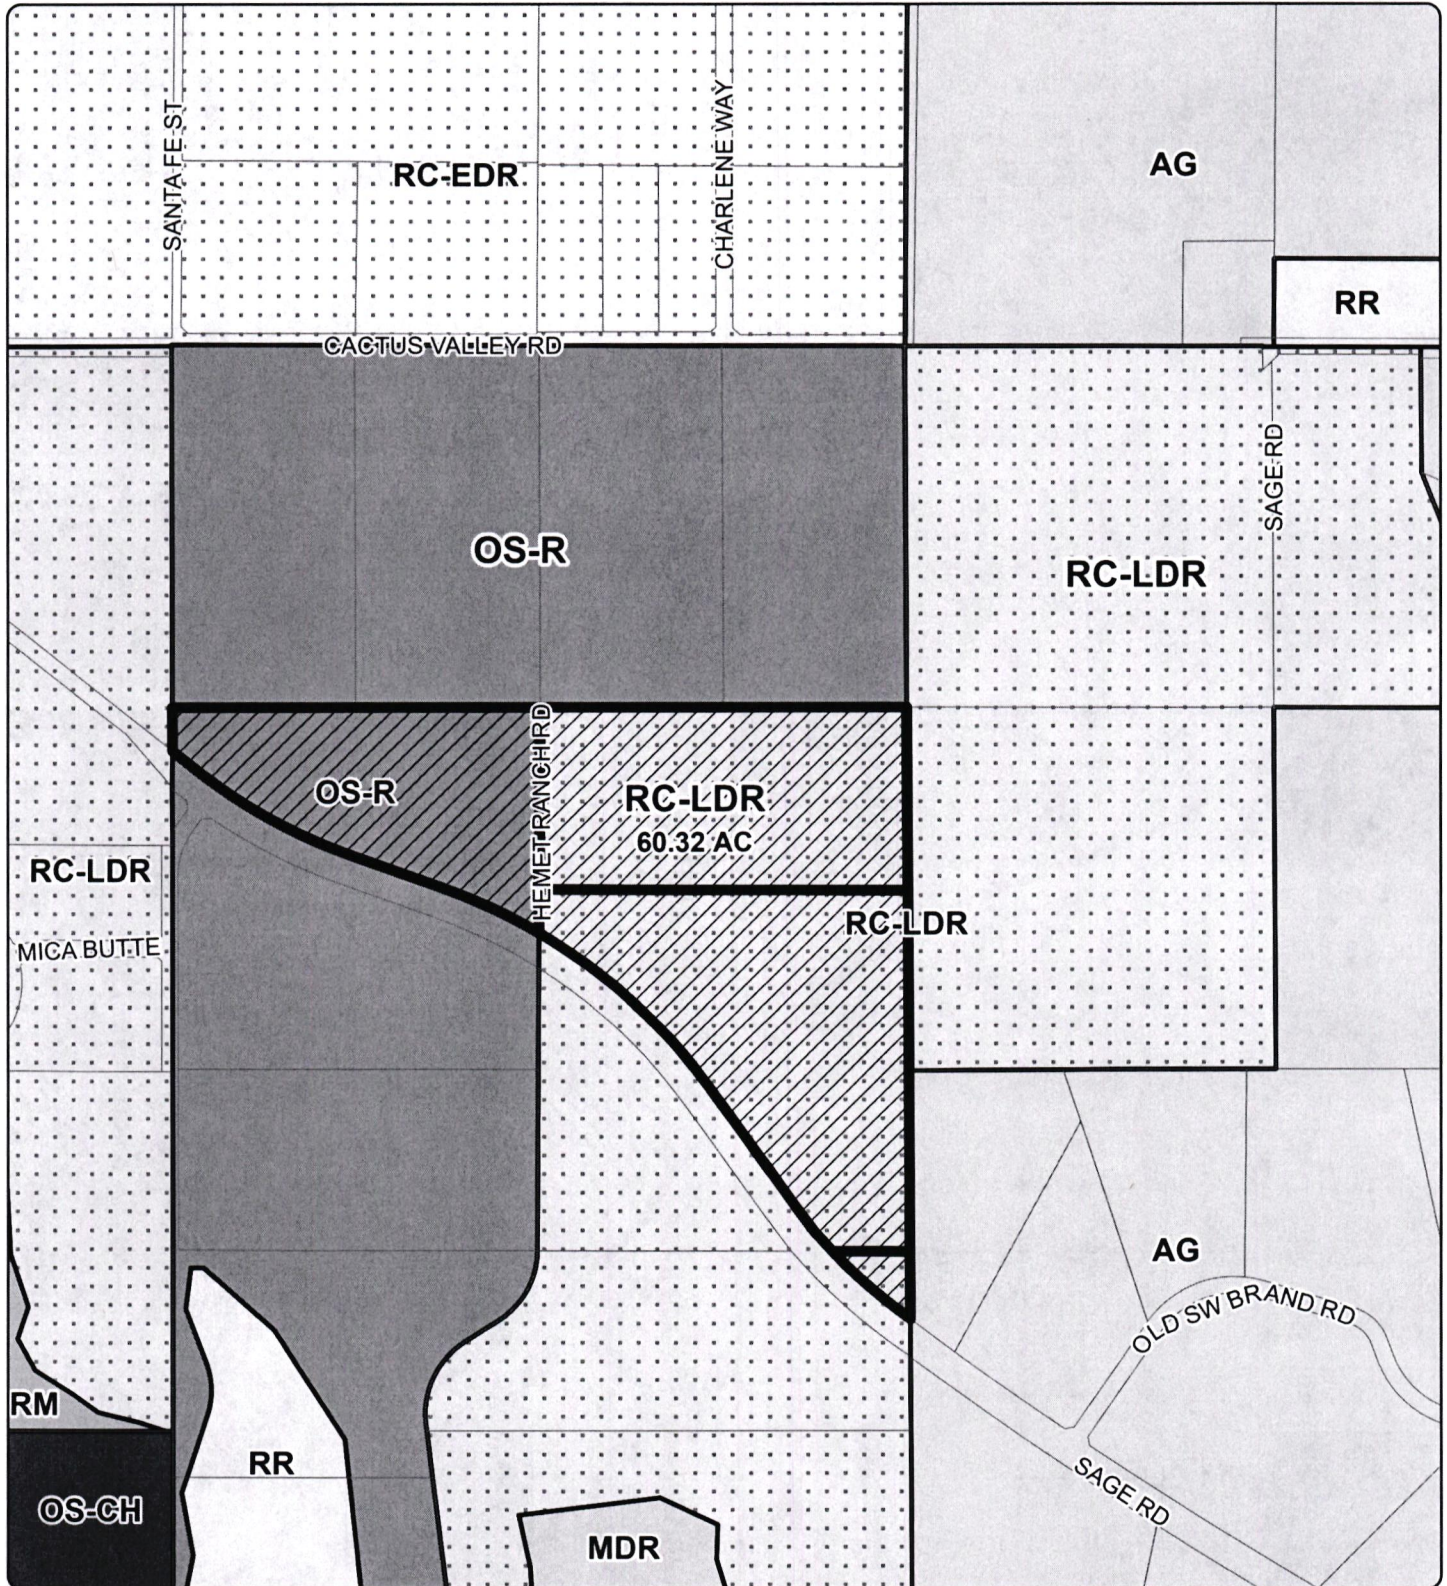 SANTA FE ST
RC-EDR
CHARLENE WAY
AG
RR
CACTUS VALLEY RD
OS-R
RC-LDR
SAGE RD
HEMET RANCH RD
OS-R
RC-LDR
60.32 AC
RC-LDR
RC-LDR
MICA BUTTE
AG
OLD SW BRAND RD
RM
RR
SAGE RD
OS-CH
MDR